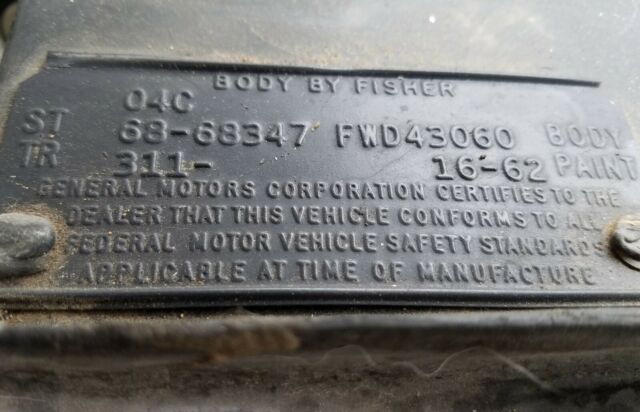 BODY BY FISHER
04C
ST 68-68347 FWD43060 BODY
TR 311- 16-62 PAINT
GENERAL MOTORS CORPORATION CERTIFIES TO THE
DEALER THAT THIS VEHICLE CONFORMS TO ALL
FEDERAL MOTOR VEHICLE SAFETY STANDARDS
APPLICABLE AT TIME OF MANUFACTURE